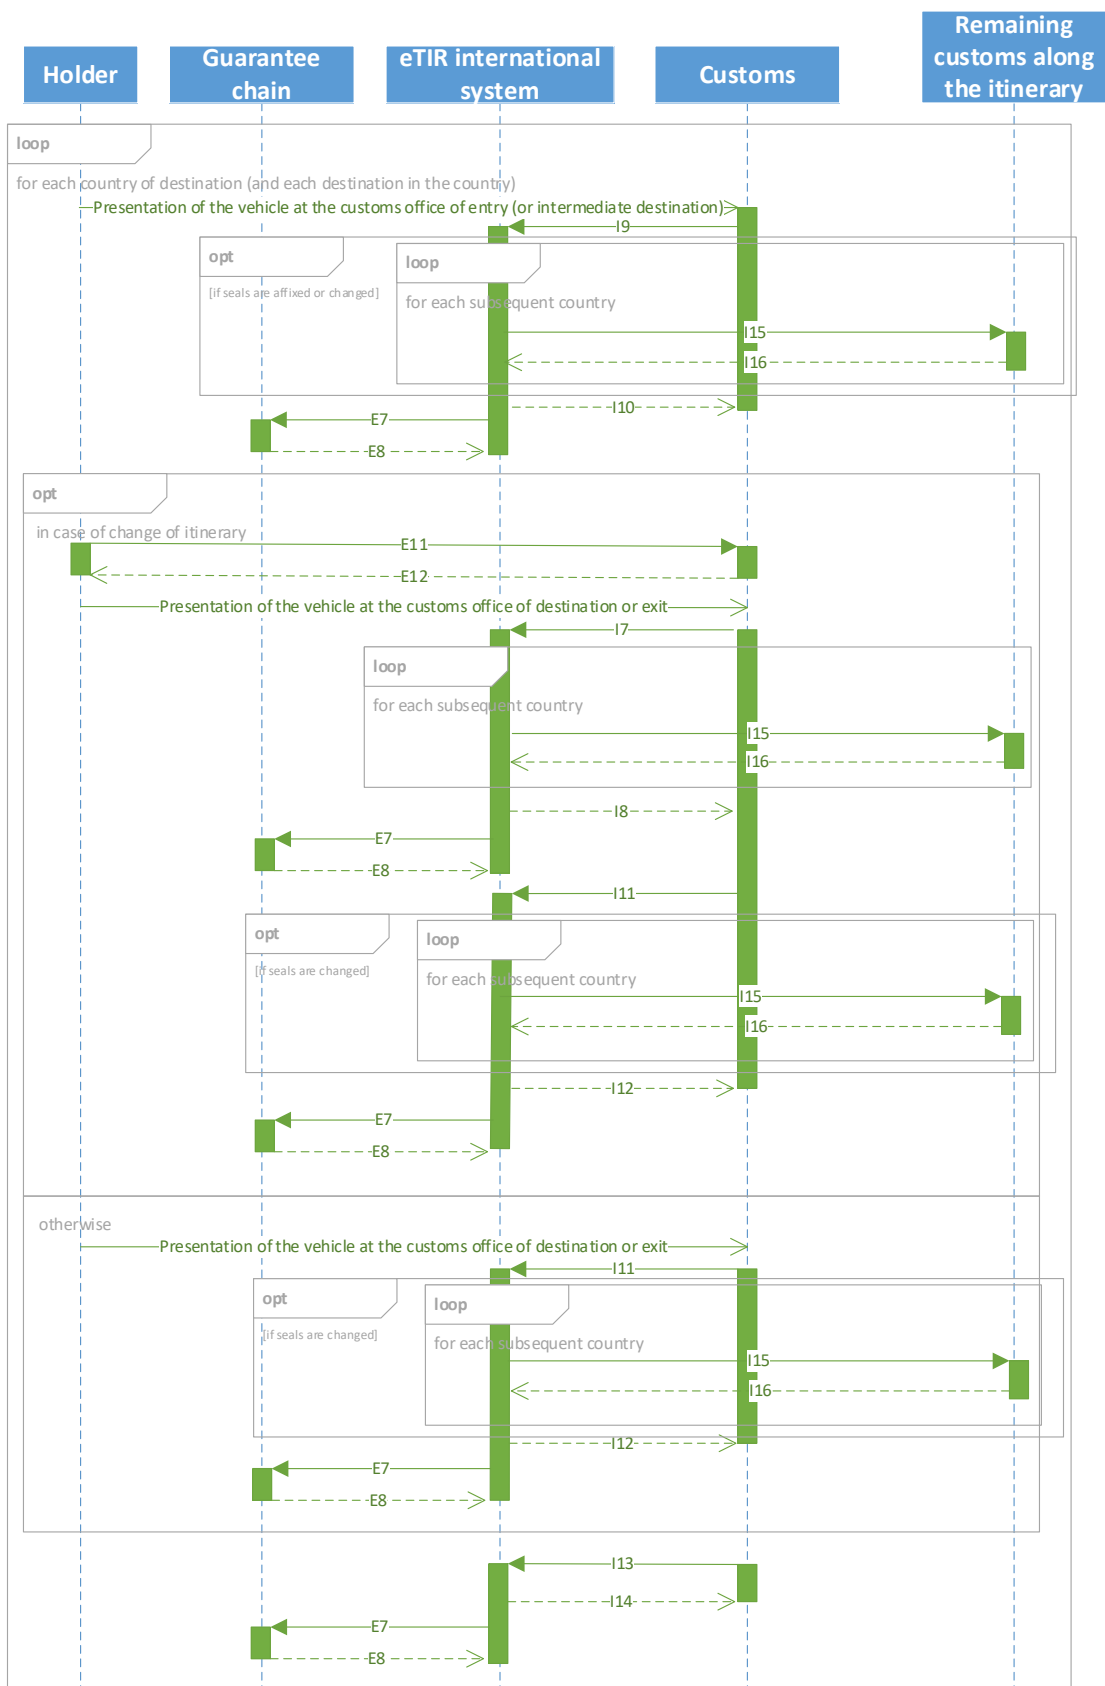 Holder
Guarantee
chain
eTIR international
system
Customs
Remaining
customs along
the itinerary
loop
for each country of destination (and each destination in the country)
Presentation of the vehicle at the customs office of entry (or intermediate destination)
I9
opt
[if seals are affixed or changed]
loop
for each subsequent country
I15
I16
I10
E7
E8
opt
in case of change of itinerary
E11
E12
Presentation of the vehicle at the customs office of destination or exit
I7
loop
for each subsequent country
I15
I16
I8
E7
E8
I11
opt
[if seals are changed]
loop
for each subsequent country
I15
I16
I12
E7
E8
otherwise
Presentation of the vehicle at the customs office of destination or exit
I11
opt
[if seals are changed]
loop
for each subsequent country
I15
I16
I12
E7
E8
I13
I14
E7
E8